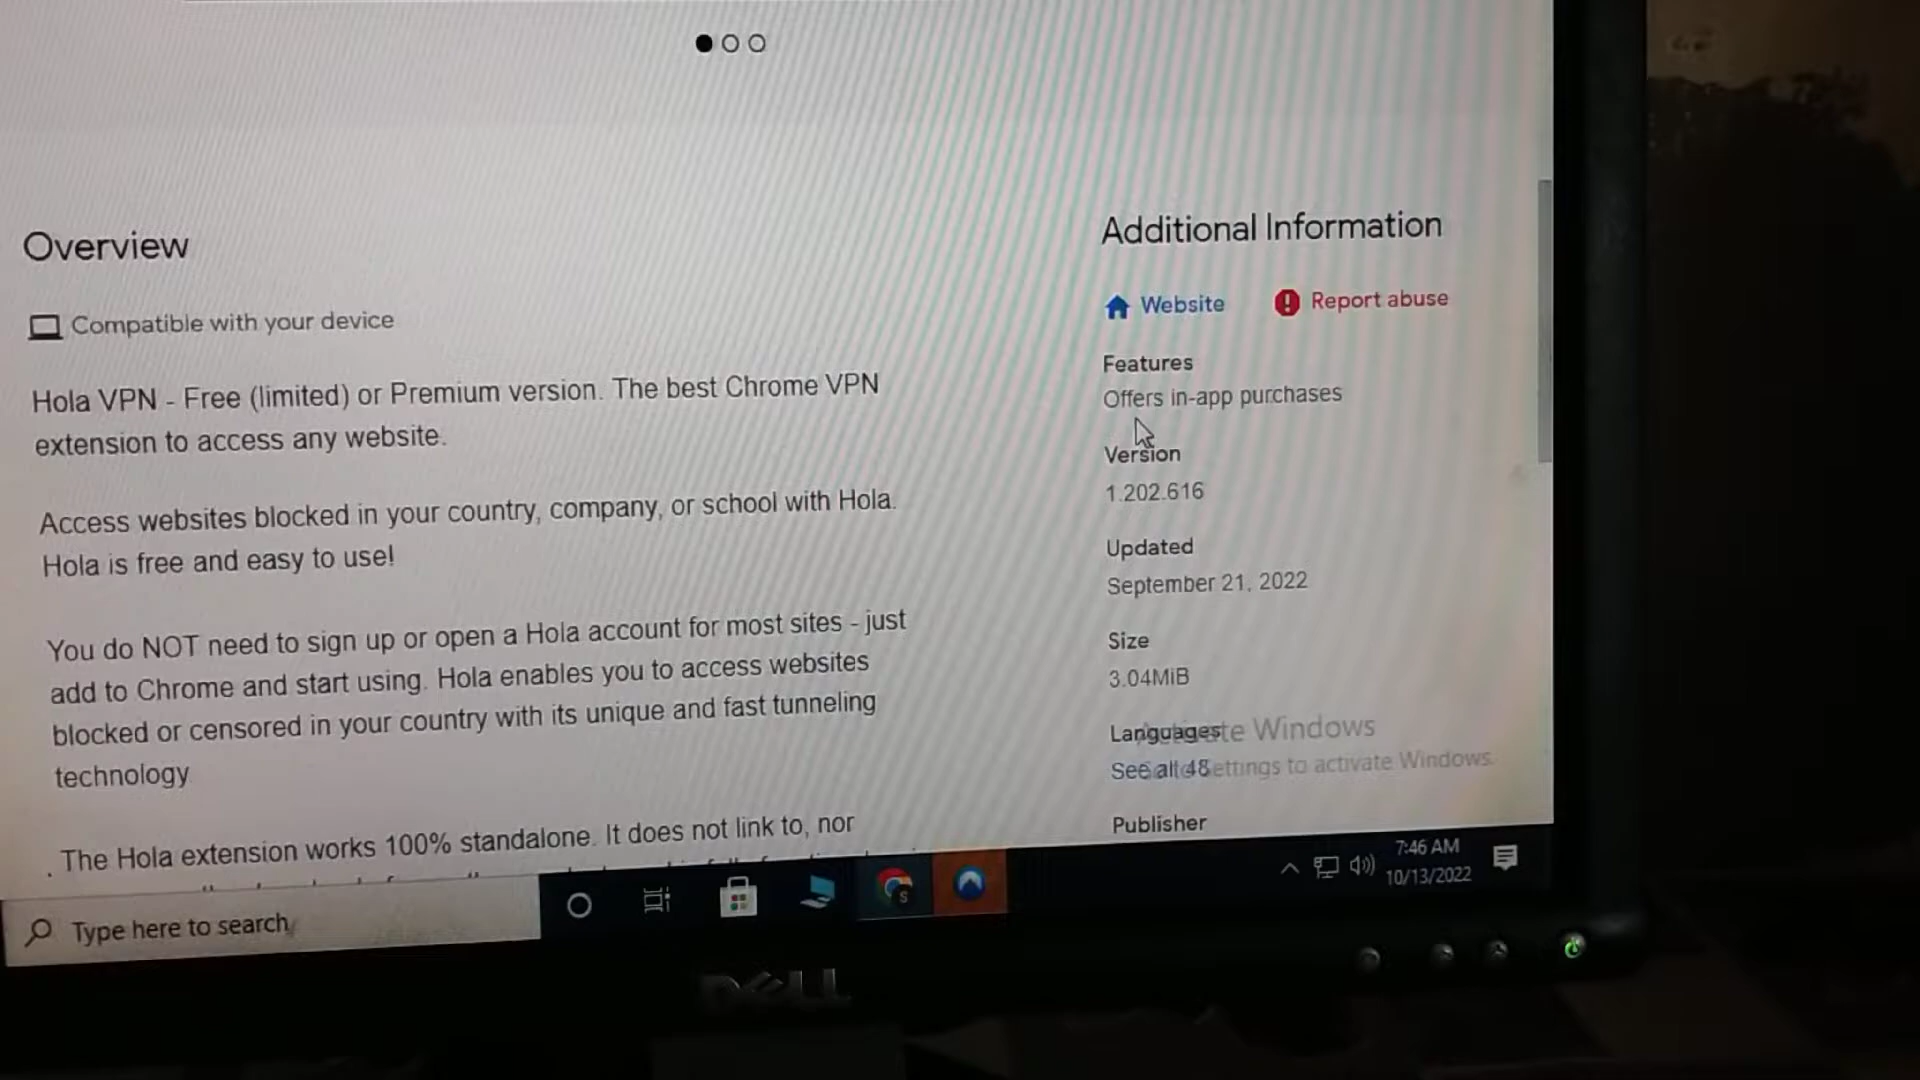 Overview
Compatible with your device
Hola VPN - Free (limited) or Premium version. The best Chrome VPN
extension to access any website.
Access websites blocked in your country, company, or school with Hola.
Hola is free and easy to use!
You do NOT need to sign up or open a Hola account for most sites - just
add to Chrome and start using. Hola enables you to access websites
blocked or censored in your country with its unique and fast tunneling
technology
The Hola extension works 100% standalone. It does not link to, nor
Additional Information
Website
Report abuse
Features
Offers in-app purchases
Version
1.202.616
Updated
September 21, 2022
Size
3.04MiB
Languages
Windows
See all 48
settings to activate Windows.
Publisher
Type here to search
7:46 AM
10/13/2022
DELL